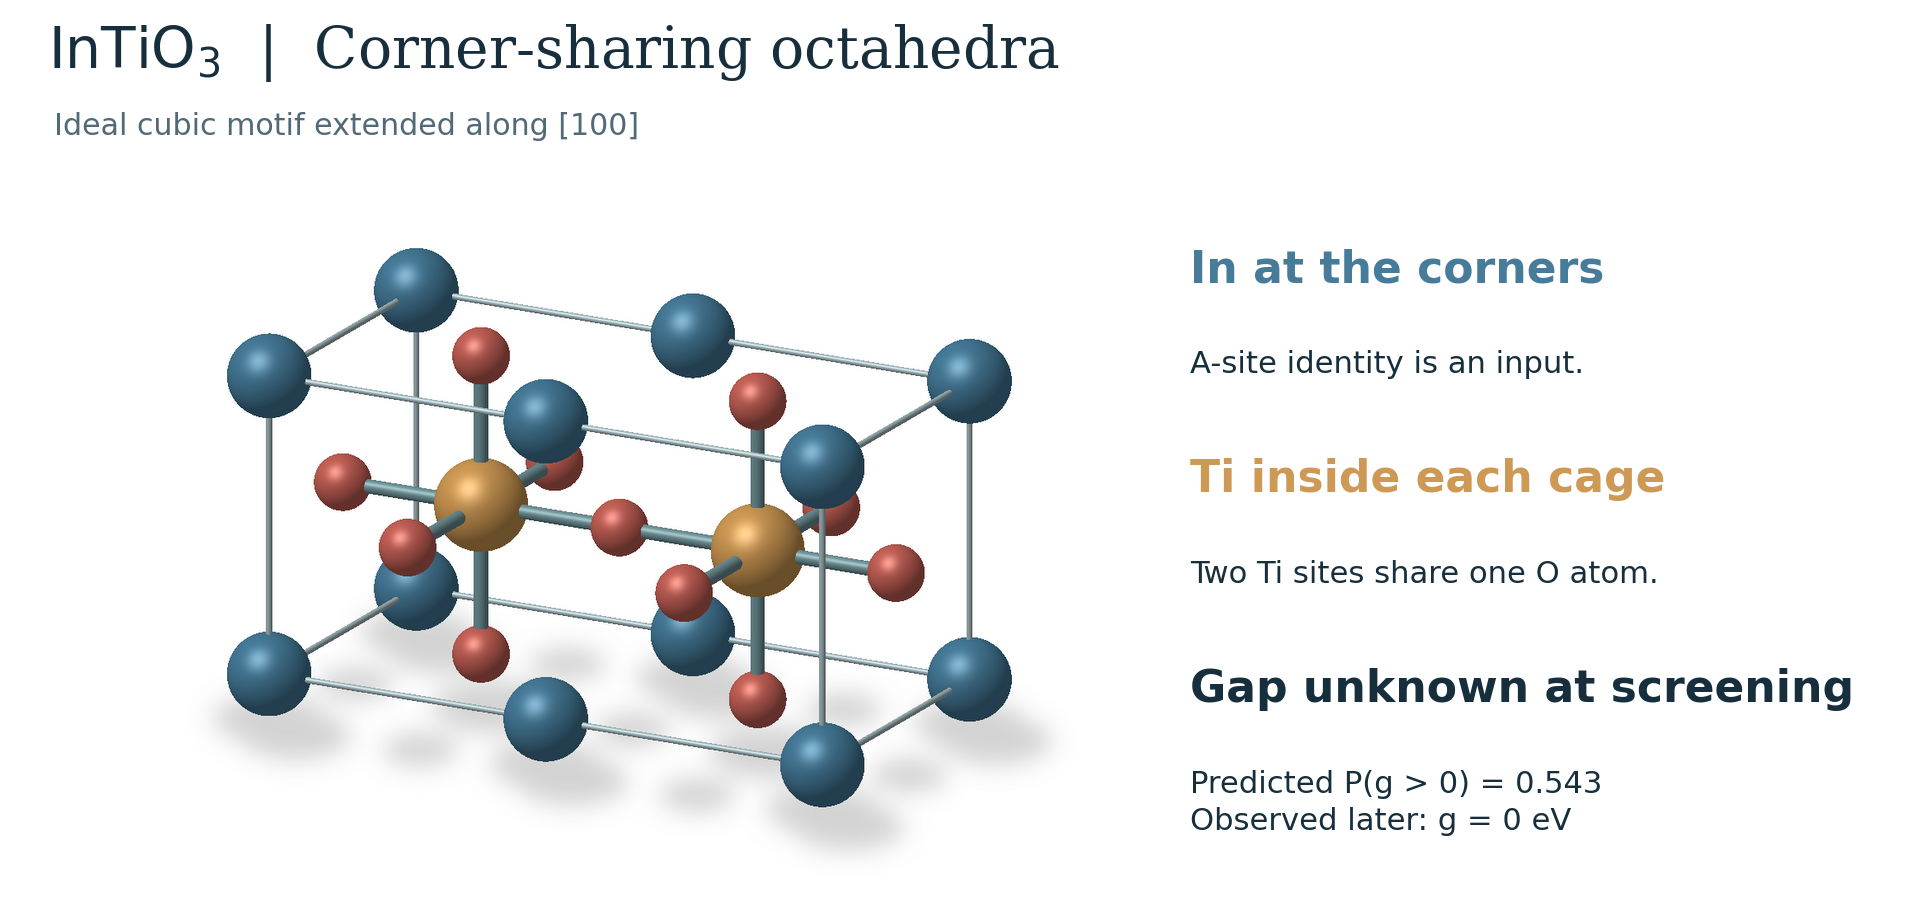 InTiO₃ | Corner-sharing octahedra
Ideal cubic motif extended along [100]
In at the corners
A-site identity is an input.
Ti inside each cage
Two Ti sites share one O atom.
Gap unknown at screening
Predicted P(g > 0) = 0.543
Observed later: g = 0 eV